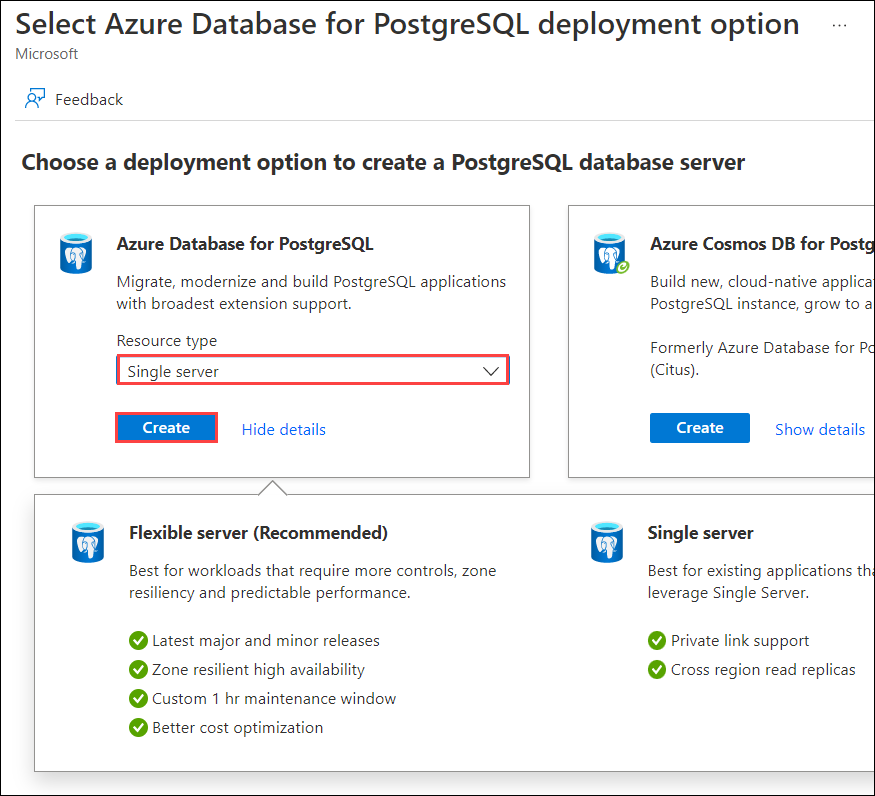 Select Azure Database for PostgreSQL deployment option ...
Microsoft
Feedback
Choose a deployment option to create a PostgreSQL database server
Azure Database for PostgreSQL
Migrate, modernize and build PostgreSQL applications
with broadest extension support.
Resource type
Single server
Create Hide details
Azure Cosmos DB for Postg
Build new, cloud-native applica
PostgreSQL instance, grow to a
Formerly Azure Database for Po
(Citus).
Create Show details
Flexible server (Recommended)
Best for workloads that require more controls, zone
resiliency and predictable performance.
Latest major and minor releases
Zone resilient high availability
Custom 1 hr maintenance window
Better cost optimization
Single server
Best for existing applications tha
leverage Single Server.
Private link support
Cross region read replicas